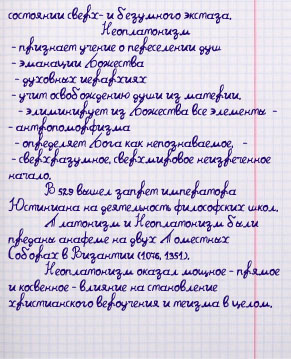 состоянии сверх- и безумного экстаза.
Неоплатонизм
- признает учение о переселении душ
- эманации Божества
- духовных иерархиях
- учит освобождению души из материи.
- элиминирует из Божества все элементы -
- антропоморфизма
- определяет Бога как непознаваемое, -
- сверхразумное, сверхмировое неизреченное
начало.
В 529 вышел запрет императора
Юстиниана на деятельность философских школ.
Платонизм и Неоплатонизм были
преданы анафеме на двух Поместных
Соборах в Византии (1076, 1351).
Неоплатонизм оказал мощное - прямое
и косвенное - влияние на становление
христианского вероучения и теизма в целом.